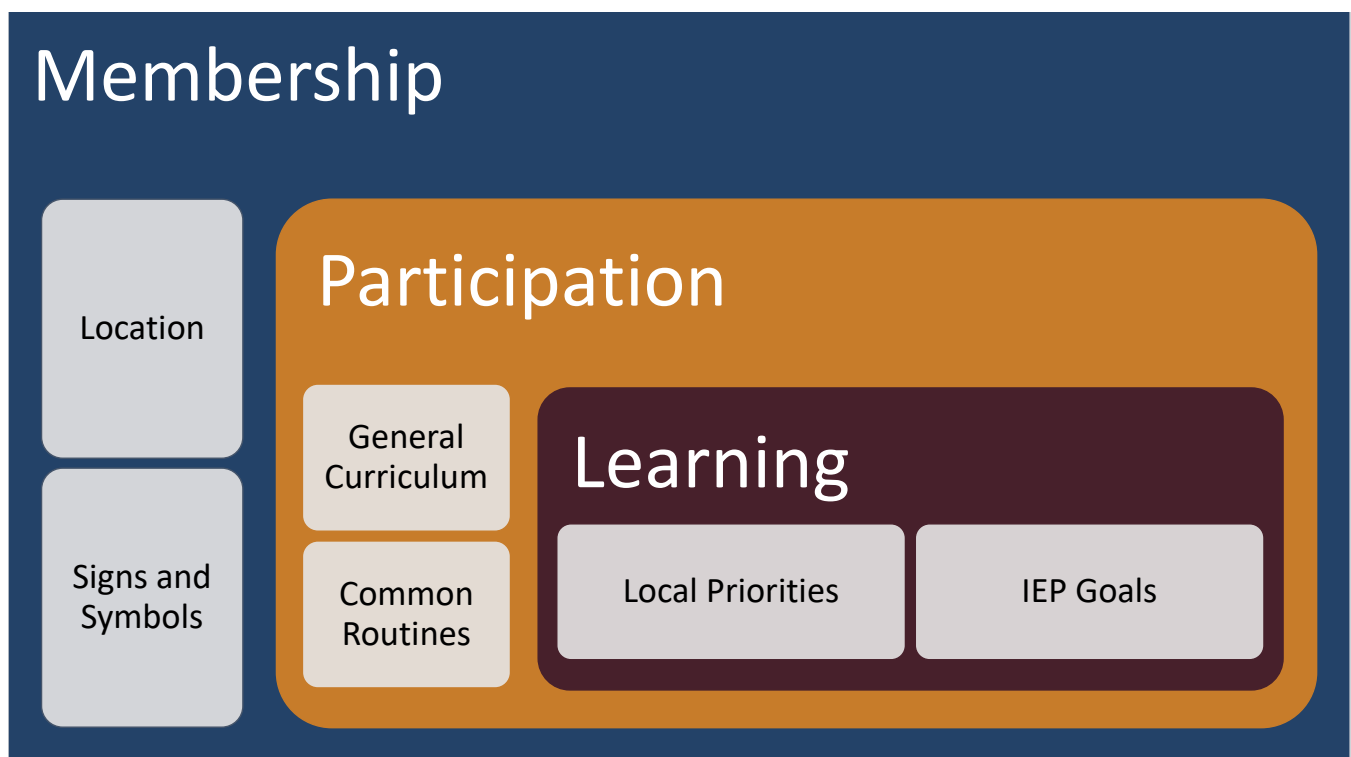 Membership
Location
Signs and
Symbols
Participation
General
Curriculum
Common
Routines
Learning
Local Priorities
IEP Goals